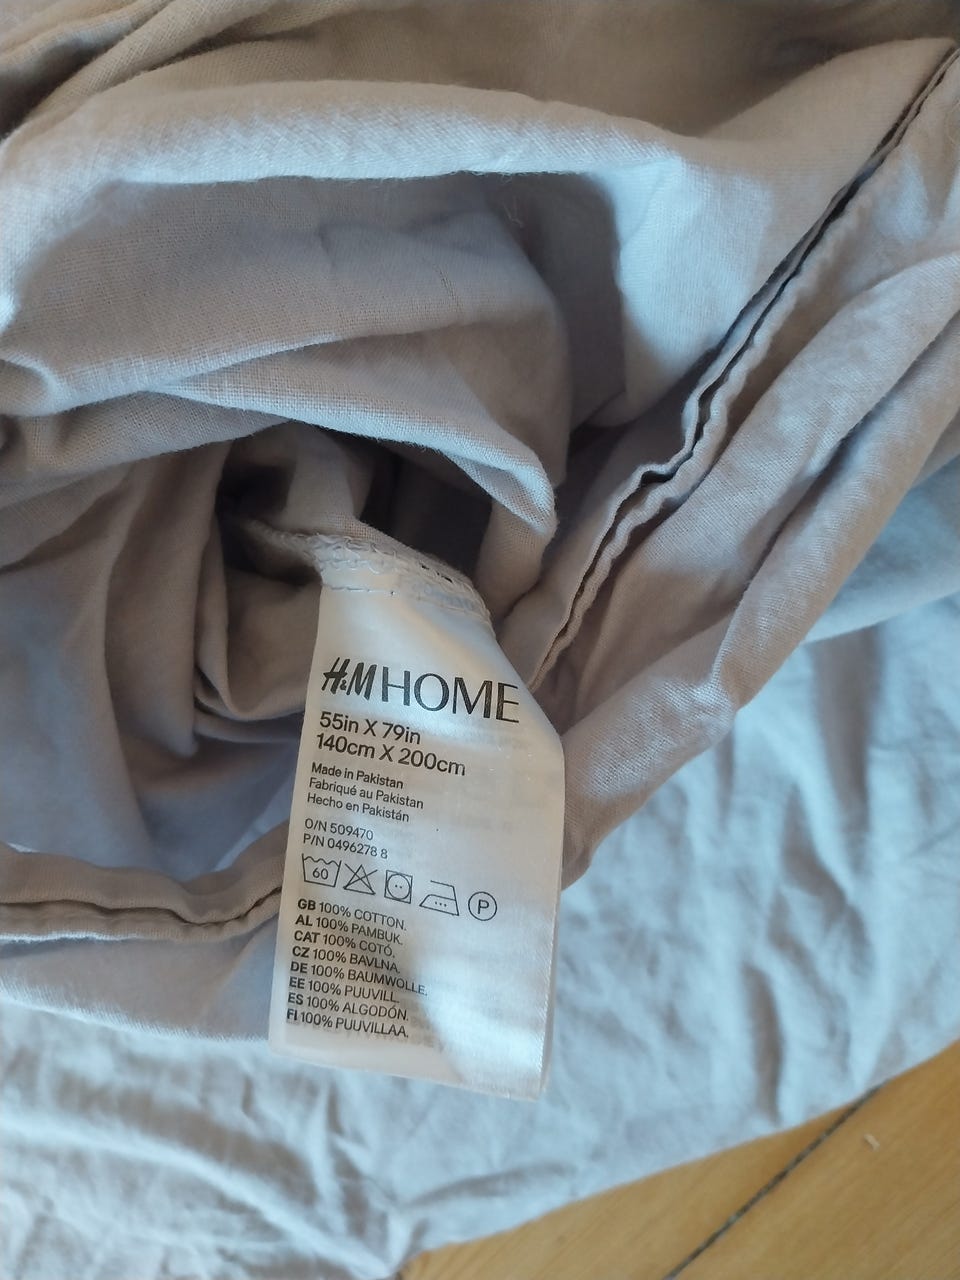 H&M HOME
55in X 79in
140cm X 200cm
Made in Pakistan
Fabriqué au Pakistan
Hecho en Pakistán
O/N 509470
P/N 0496278 8
60 P
GB 100% COTTON.
AL 100% PAMBUK.
CAT 100% COTÓ.
CZ 100% BAVLNA.
DE 100% BAUMWOLLE.
EE 100% PUUVILL.
ES 100% ALGODÓN.
FI 100% PUUVILLAA.